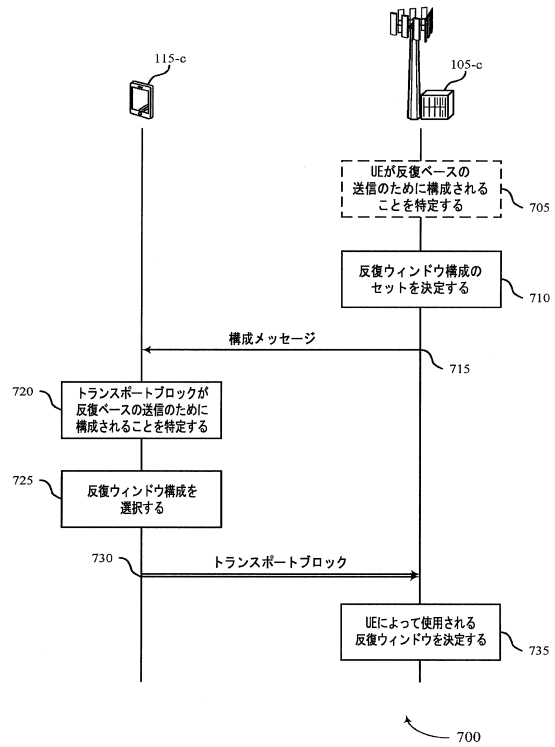 115-c
105-c
UEが反復ベースの
送信のために構成される
ことを特定する
705
反復ウィンドウ構成の
セットを決定する
710
構成メッセージ
715
720
トランスポートブロックが
反復ベースの送信のために
構成されることを特定する
725
反復ウィンドウ構成を
選択する
730
トランスポートブロック
UEによって使用される
反復ウィンドウを決定する
735
700